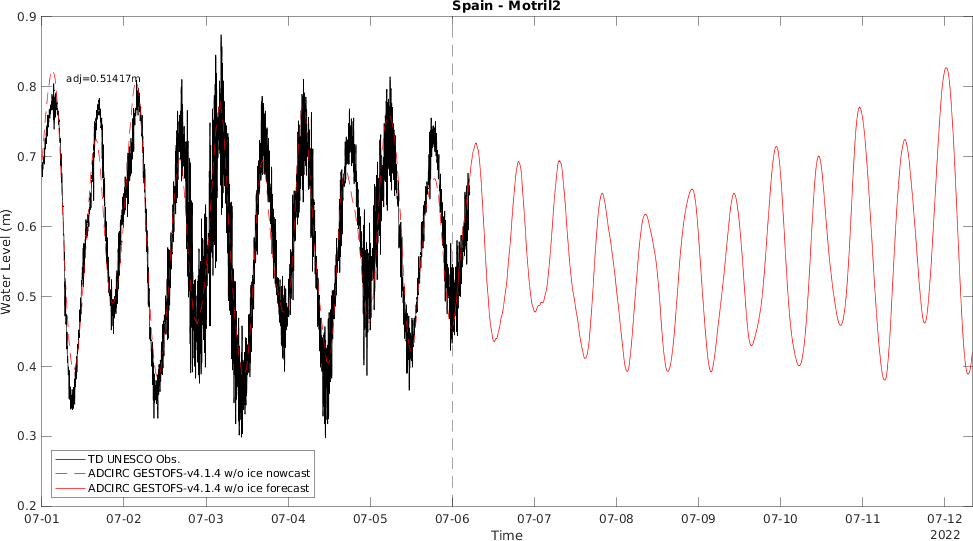 Spain - Motril2
0.9
0.8
0.7
0.6
0.5
0.4
0.3
0.2
Water Level (m)
adj=0.51417m
TD UNESCO Obs.
ADCIRC GESTOFS-v4.1.4 w/o ice nowcast
ADCIRC GESTOFS-v4.1.4 w/o ice forecast
07-01 07-02 07-03 07-04 07-05 07-06 07-07 07-08 07-09 07-10 07-11 07-12
Time 2022